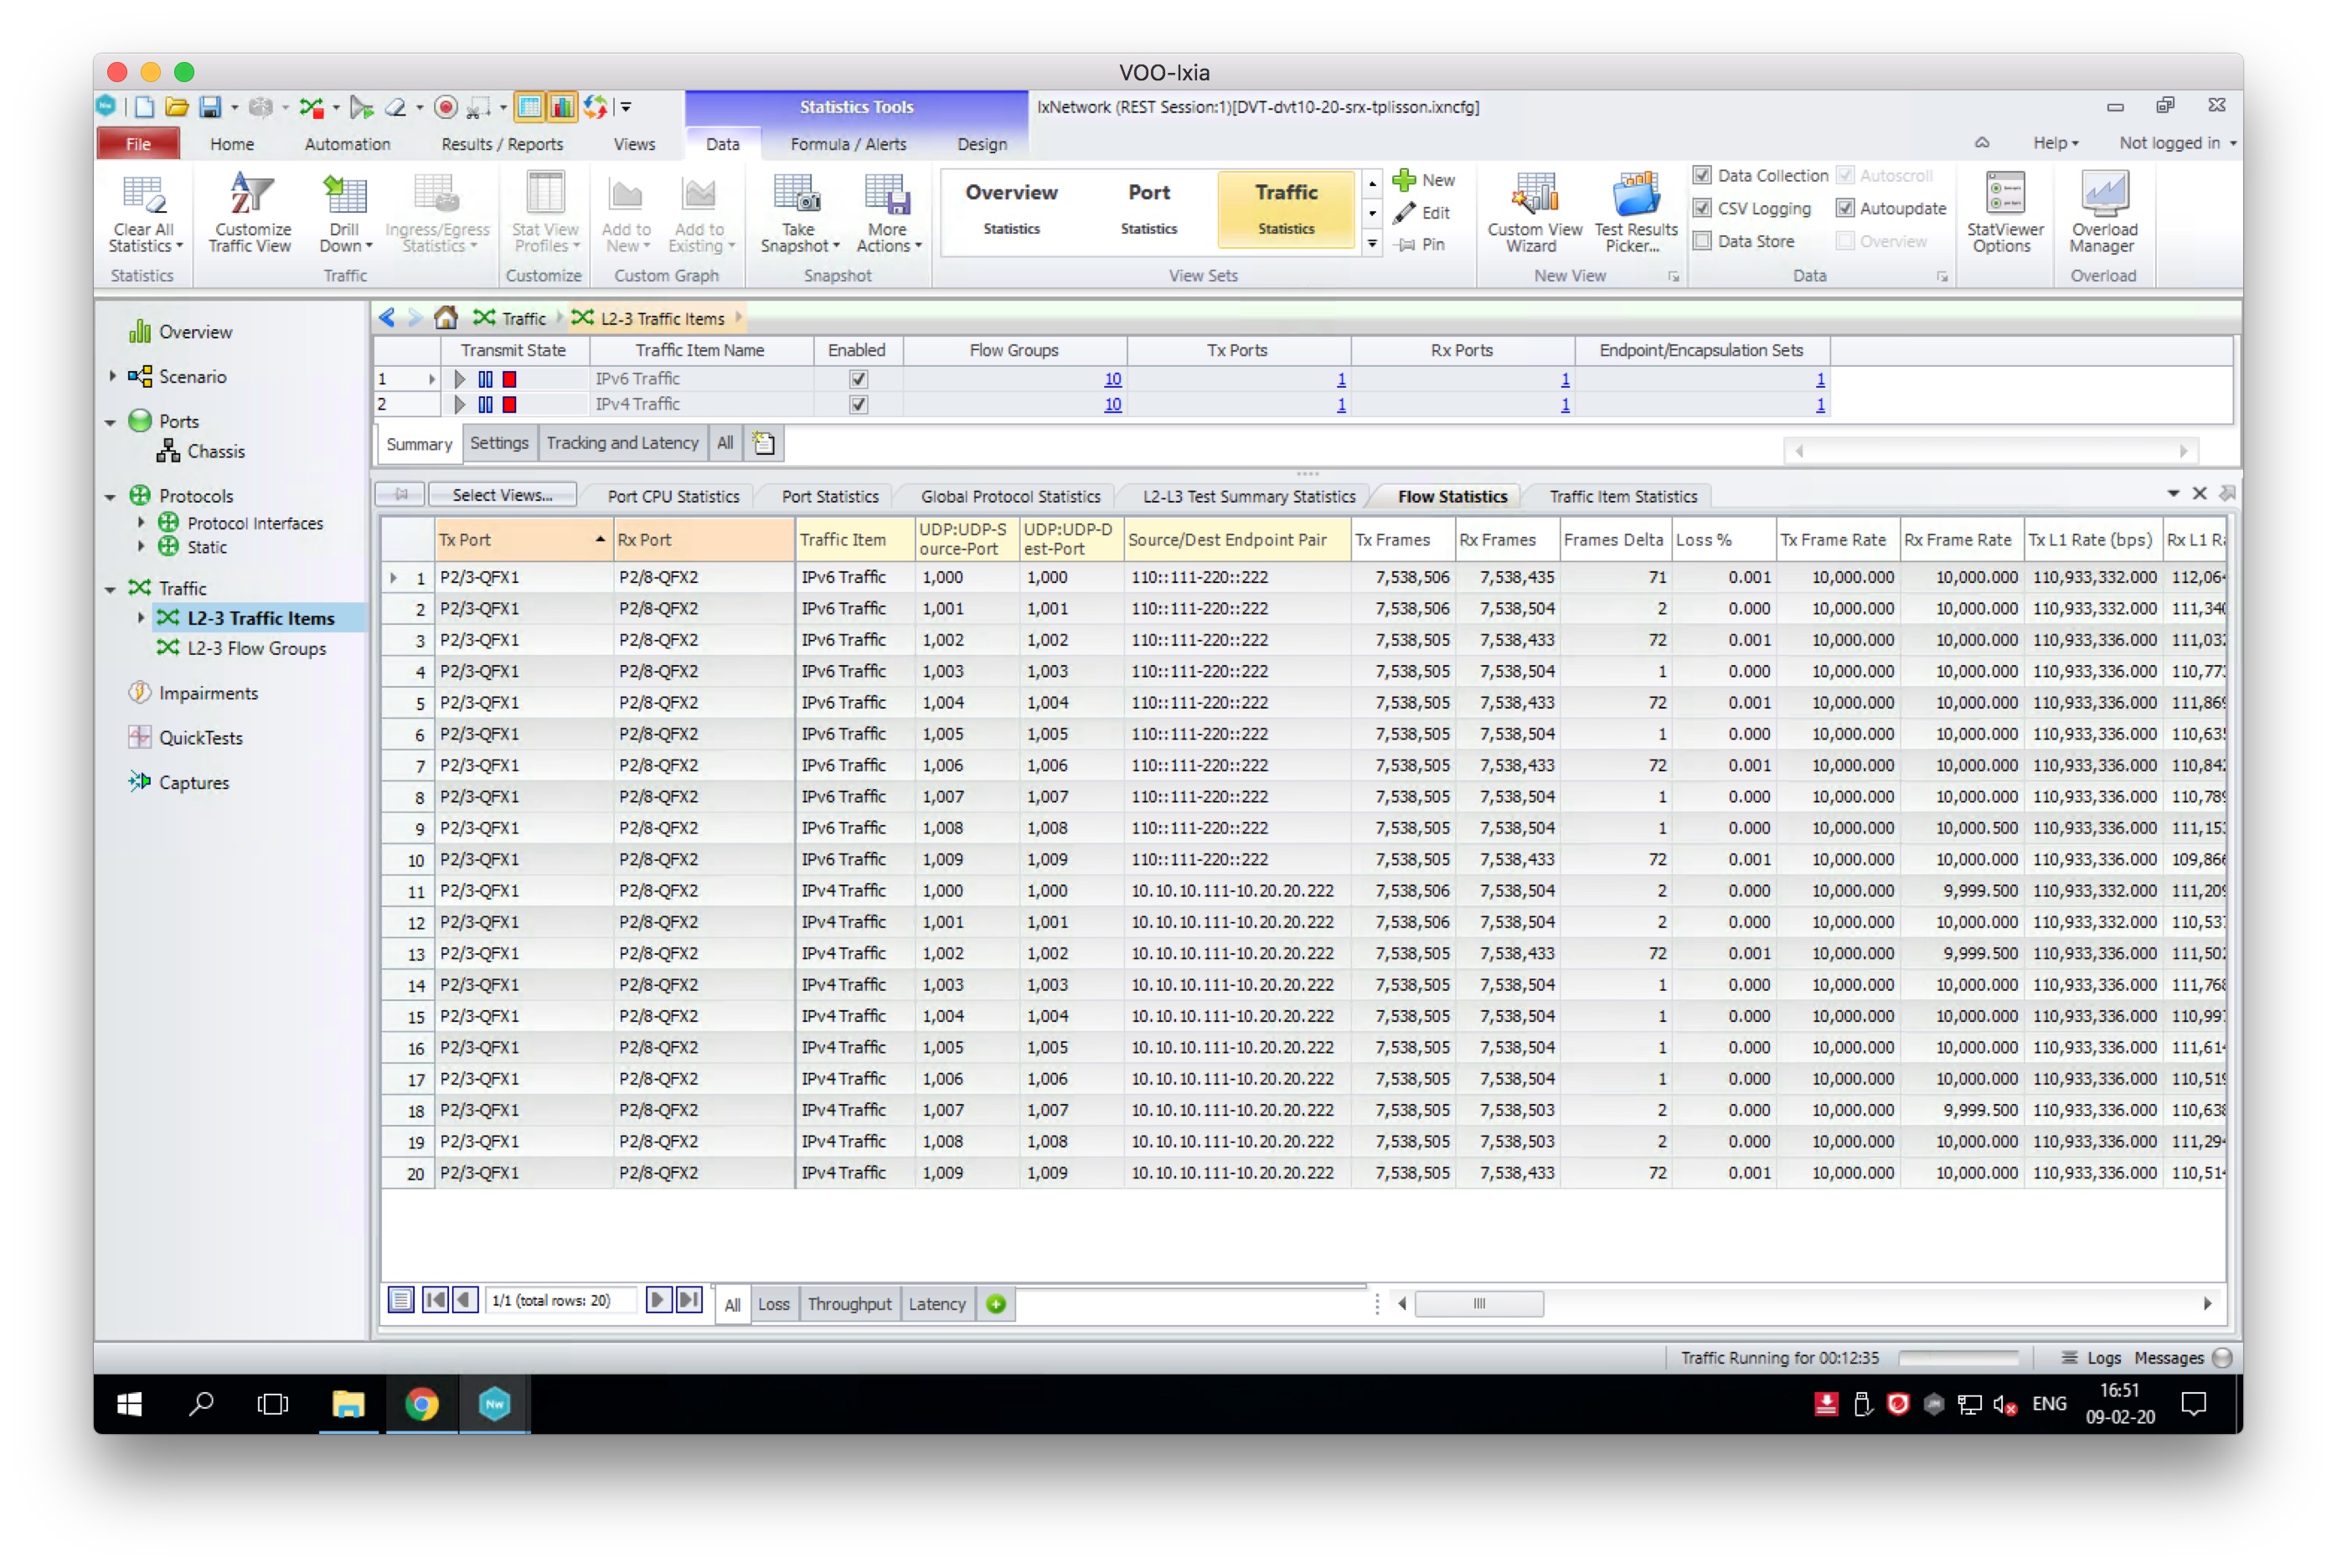 VOO-Ixia
Statistics Tools
IxNetwork (REST Session:1)[DVT-dvt10-20-srx-tplisson.ixncfg]
File Home Automation Results / Reports Views Data Formula / Alerts Design Help Not logged in
Clear All Statistics
Customize Traffic View
Drill Down
Ingress/Egress Statistics
Stat View Profiles
Add to New
Add to Existing
Take Snapshot
More Actions
Overview Statistics
Port Statistics
Traffic Statistics
New
Edit
Pin
Custom View Wizard
Test Results Picker...
Data Collection Autoscroll
CSV Logging Autoupdate
Data Store Overview
StatViewer Options
Overload Manager
Statistics Traffic Customize Custom Graph Snapshot View Sets New View Data Overload
Overview
Scenario
Ports
Chassis
Protocols
Protocol Interfaces
Static
Traffic
L2-3 Traffic Items
L2-3 Flow Groups
Impairments
QuickTests
Captures
Traffic L2-3 Traffic Items
Transmit State Traffic Item Name Enabled Flow Groups Tx Ports Rx Ports Endpoint/Encapsulation Sets
1 IPv6 Traffic 10 1 1 1
2 IPv4 Traffic 10 1 1 1
Summary Settings Tracking and Latency All
Select Views... Port CPU Statistics Port Statistics Global Protocol Statistics L2-L3 Test Summary Statistics Flow Statistics Traffic Item Statistics
Tx Port Rx Port Traffic Item UDP:UDP-Source-Port UDP:UDP-Dest-Port Source/Dest Endpoint Pair Tx Frames Rx Frames Frames Delta Loss % Tx Frame Rate Rx Frame Rate Tx L1 Rate (bps) Rx L1
1 P2/3-QFX1 P2/8-QFX2 IPv6 Traffic 1,000 1,000 110::111-220::222 7,538,506 7,538,435 71 0.001 10,000.000 10,000.000 110,933,332.000 112,06
2 P2/3-QFX1 P2/8-QFX2 IPv6 Traffic 1,001 1,001 110::111-220::222 7,538,506 7,538,504 2 0.000 10,000.000 10,000.000 110,933,332.000 111,34
3 P2/3-QFX1 P2/8-QFX2 IPv6 Traffic 1,002 1,002 110::111-220::222 7,538,505 7,538,433 72 0.001 10,000.000 10,000.000 110,933,336.000 111,03
4 P2/3-QFX1 P2/8-QFX2 IPv6 Traffic 1,003 1,003 110::111-220::222 7,538,505 7,538,504 1 0.000 10,000.000 10,000.000 110,933,336.000 110,77
5 P2/3-QFX1 P2/8-QFX2 IPv6 Traffic 1,004 1,004 110::111-220::222 7,538,505 7,538,433 72 0.001 10,000.000 10,000.000 110,933,336.000 111,86
6 P2/3-QFX1 P2/8-QFX2 IPv6 Traffic 1,005 1,005 110::111-220::222 7,538,505 7,538,504 1 0.000 10,000.000 10,000.000 110,933,336.000 110,63
7 P2/3-QFX1 P2/8-QFX2 IPv6 Traffic 1,006 1,006 110::111-220::222 7,538,505 7,538,433 72 0.001 10,000.000 10,000.000 110,933,336.000 110,84
8 P2/3-QFX1 P2/8-QFX2 IPv6 Traffic 1,007 1,007 110::111-220::222 7,538,505 7,538,504 1 0.000 10,000.000 10,000.000 110,933,336.000 110,78
9 P2/3-QFX1 P2/8-QFX2 IPv6 Traffic 1,008 1,008 110::111-220::222 7,538,505 7,538,504 1 0.000 10,000.000 10,000.500 110,933,336.000 111,15
10 P2/3-QFX1 P2/8-QFX2 IPv6 Traffic 1,009 1,009 110::111-220::222 7,538,505 7,538,433 72 0.001 10,000.000 10,000.000 110,933,336.000 109,86
11 P2/3-QFX1 P2/8-QFX2 IPv4 Traffic 1,000 1,000 10.10.10.111-10.20.20.222 7,538,506 7,538,504 2 0.000 10,000.000 9,999.500 110,933,332.000 111,20
12 P2/3-QFX1 P2/8-QFX2 IPv4 Traffic 1,001 1,001 10.10.10.111-10.20.20.222 7,538,506 7,538,504 2 0.000 10,000.000 10,000.000 110,933,332.000 110,53
13 P2/3-QFX1 P2/8-QFX2 IPv4 Traffic 1,002 1,002 10.10.10.111-10.20.20.222 7,538,505 7,538,433 72 0.001 10,000.000 9,999.500 110,933,336.000 111,50
14 P2/3-QFX1 P2/8-QFX2 IPv4 Traffic 1,003 1,003 10.10.10.111-10.20.20.222 7,538,505 7,538,504 1 0.000 10,000.000 10,000.000 110,933,336.000 111,76
15 P2/3-QFX1 P2/8-QFX2 IPv4 Traffic 1,004 1,004 10.10.10.111-10.20.20.222 7,538,505 7,538,504 1 0.000 10,000.000 10,000.000 110,933,336.000 110,99
16 P2/3-QFX1 P2/8-QFX2 IPv4 Traffic 1,005 1,005 10.10.10.111-10.20.20.222 7,538,505 7,538,504 1 0.000 10,000.000 10,000.000 110,933,336.000 111,61
17 P2/3-QFX1 P2/8-QFX2 IPv4 Traffic 1,006 1,006 10.10.10.111-10.20.20.222 7,538,505 7,538,504 1 0.000 10,000.000 10,000.000 110,933,336.000 110,51
18 P2/3-QFX1 P2/8-QFX2 IPv4 Traffic 1,007 1,007 10.10.10.111-10.20.20.222 7,538,505 7,538,503 2 0.000 10,000.000 9,999.500 110,933,336.000 110,63
19 P2/3-QFX1 P2/8-QFX2 IPv4 Traffic 1,008 1,008 10.10.10.111-10.20.20.222 7,538,505 7,538,503 2 0.000 10,000.000 10,000.000 110,933,336.000 111,29
20 P2/3-QFX1 P2/8-QFX2 IPv4 Traffic 1,009 1,009 10.10.10.111-10.20.20.222 7,538,505 7,538,433 72 0.001 10,000.000 10,000.000 110,933,336.000 110,51
1/1 (total rows: 20) All Loss Throughput Latency
Traffic Running for 00:12:35 Logs Messages
Nw ENG 16:51
09-02-20